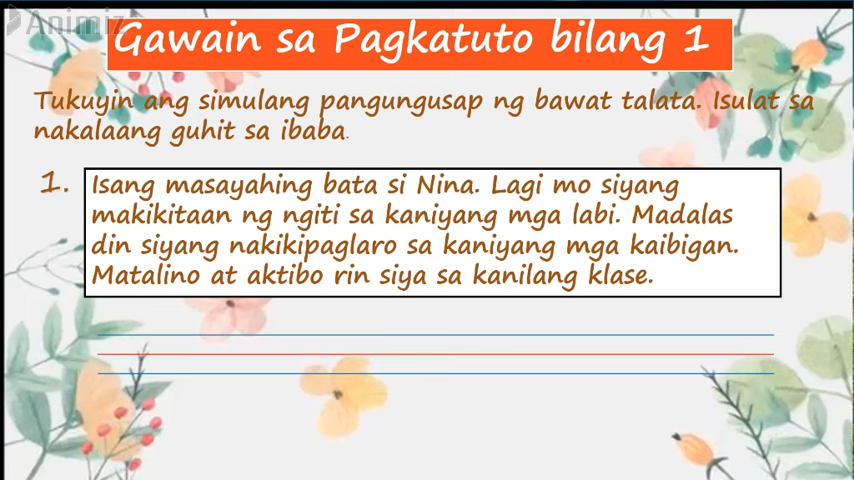 Animiz
Gawain sa Pagkatuto bilang 1
Tukuyin ang simulang pangungusap ng bawat talata. Isulat sa
nakalaang guhit sa ibaba.
1. Isang masayahing bata si Nina. Lagi mo siyang
makikitaan ng ngiti sa kaniyang mga labi. Madalas
din siyang nakikipaglaro sa kaniyang mga kaibigan.
Matalino at aktibo rin siya sa kanilang klase.